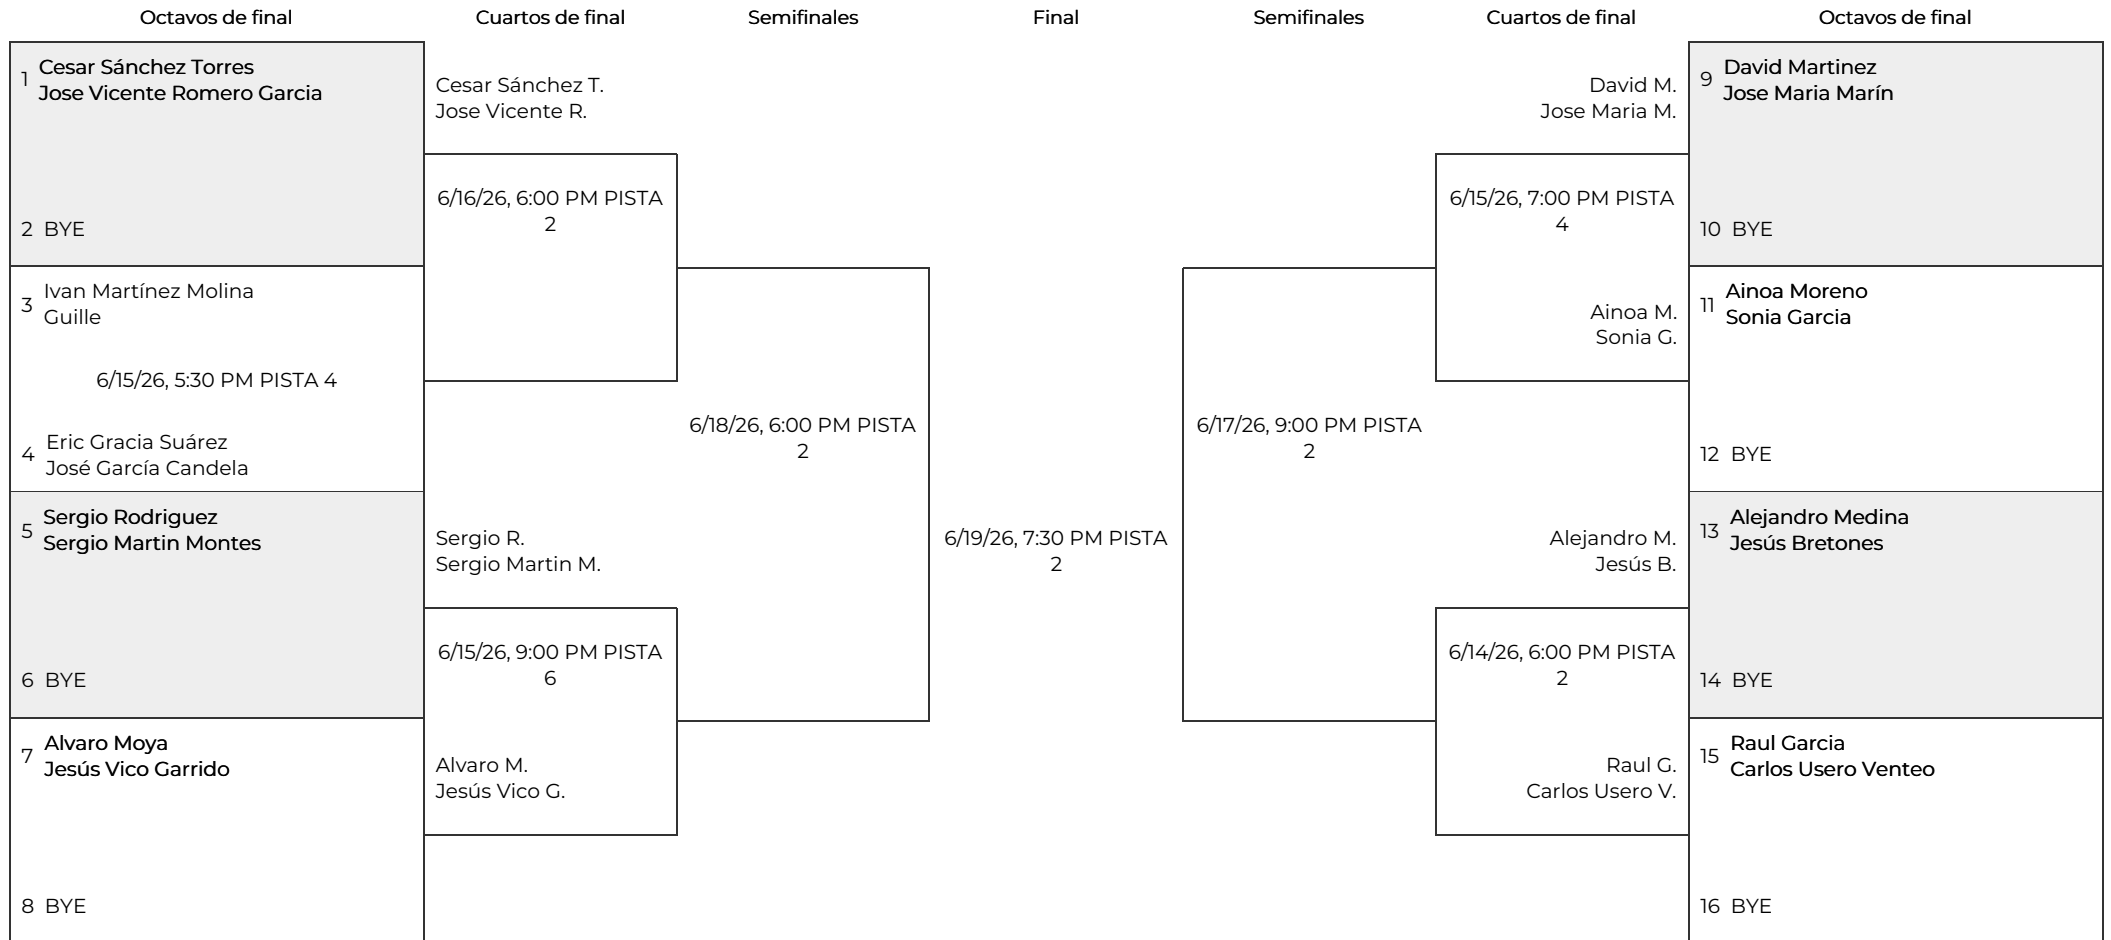 Octavos de final
Cuartos de final
Semifinales
Final
Semifinales
Cuartos de final
Octavos de final
1
Cesar Sánchez Torres
Jose Vicente Romero Garcia
2 BYE
3
Ivan Martínez Molina
Guille
6/15/26, 5:30 PM PISTA 4
4
Eric Gracia Suárez
José García Candela
5
Sergio Rodriguez
Sergio Martin Montes
6 BYE
7
Alvaro Moya
Jesús Vico Garrido
8 BYE
Cesar Sánchez T.
Jose Vicente R.
6/16/26, 6:00 PM PISTA
2
Sergio R.
Sergio Martin M.
6/15/26, 9:00 PM PISTA
6
Alvaro M.
Jesús Vico G.
6/18/26, 6:00 PM PISTA
2
6/19/26, 7:30 PM PISTA
2
6/17/26, 9:00 PM PISTA
2
David M.
Jose Maria M.
6/15/26, 7:00 PM PISTA
4
Ainoa M.
Sonia G.
Alejandro M.
Jesús B.
6/14/26, 6:00 PM PISTA
2
Raul G.
Carlos Usero V.
9
David Martinez
Jose Maria Marín
10 BYE
11
Ainoa Moreno
Sonia Garcia
12 BYE
13
Alejandro Medina
Jesús Bretones
14 BYE
15
Raul Garcia
Carlos Usero Venteo
16 BYE